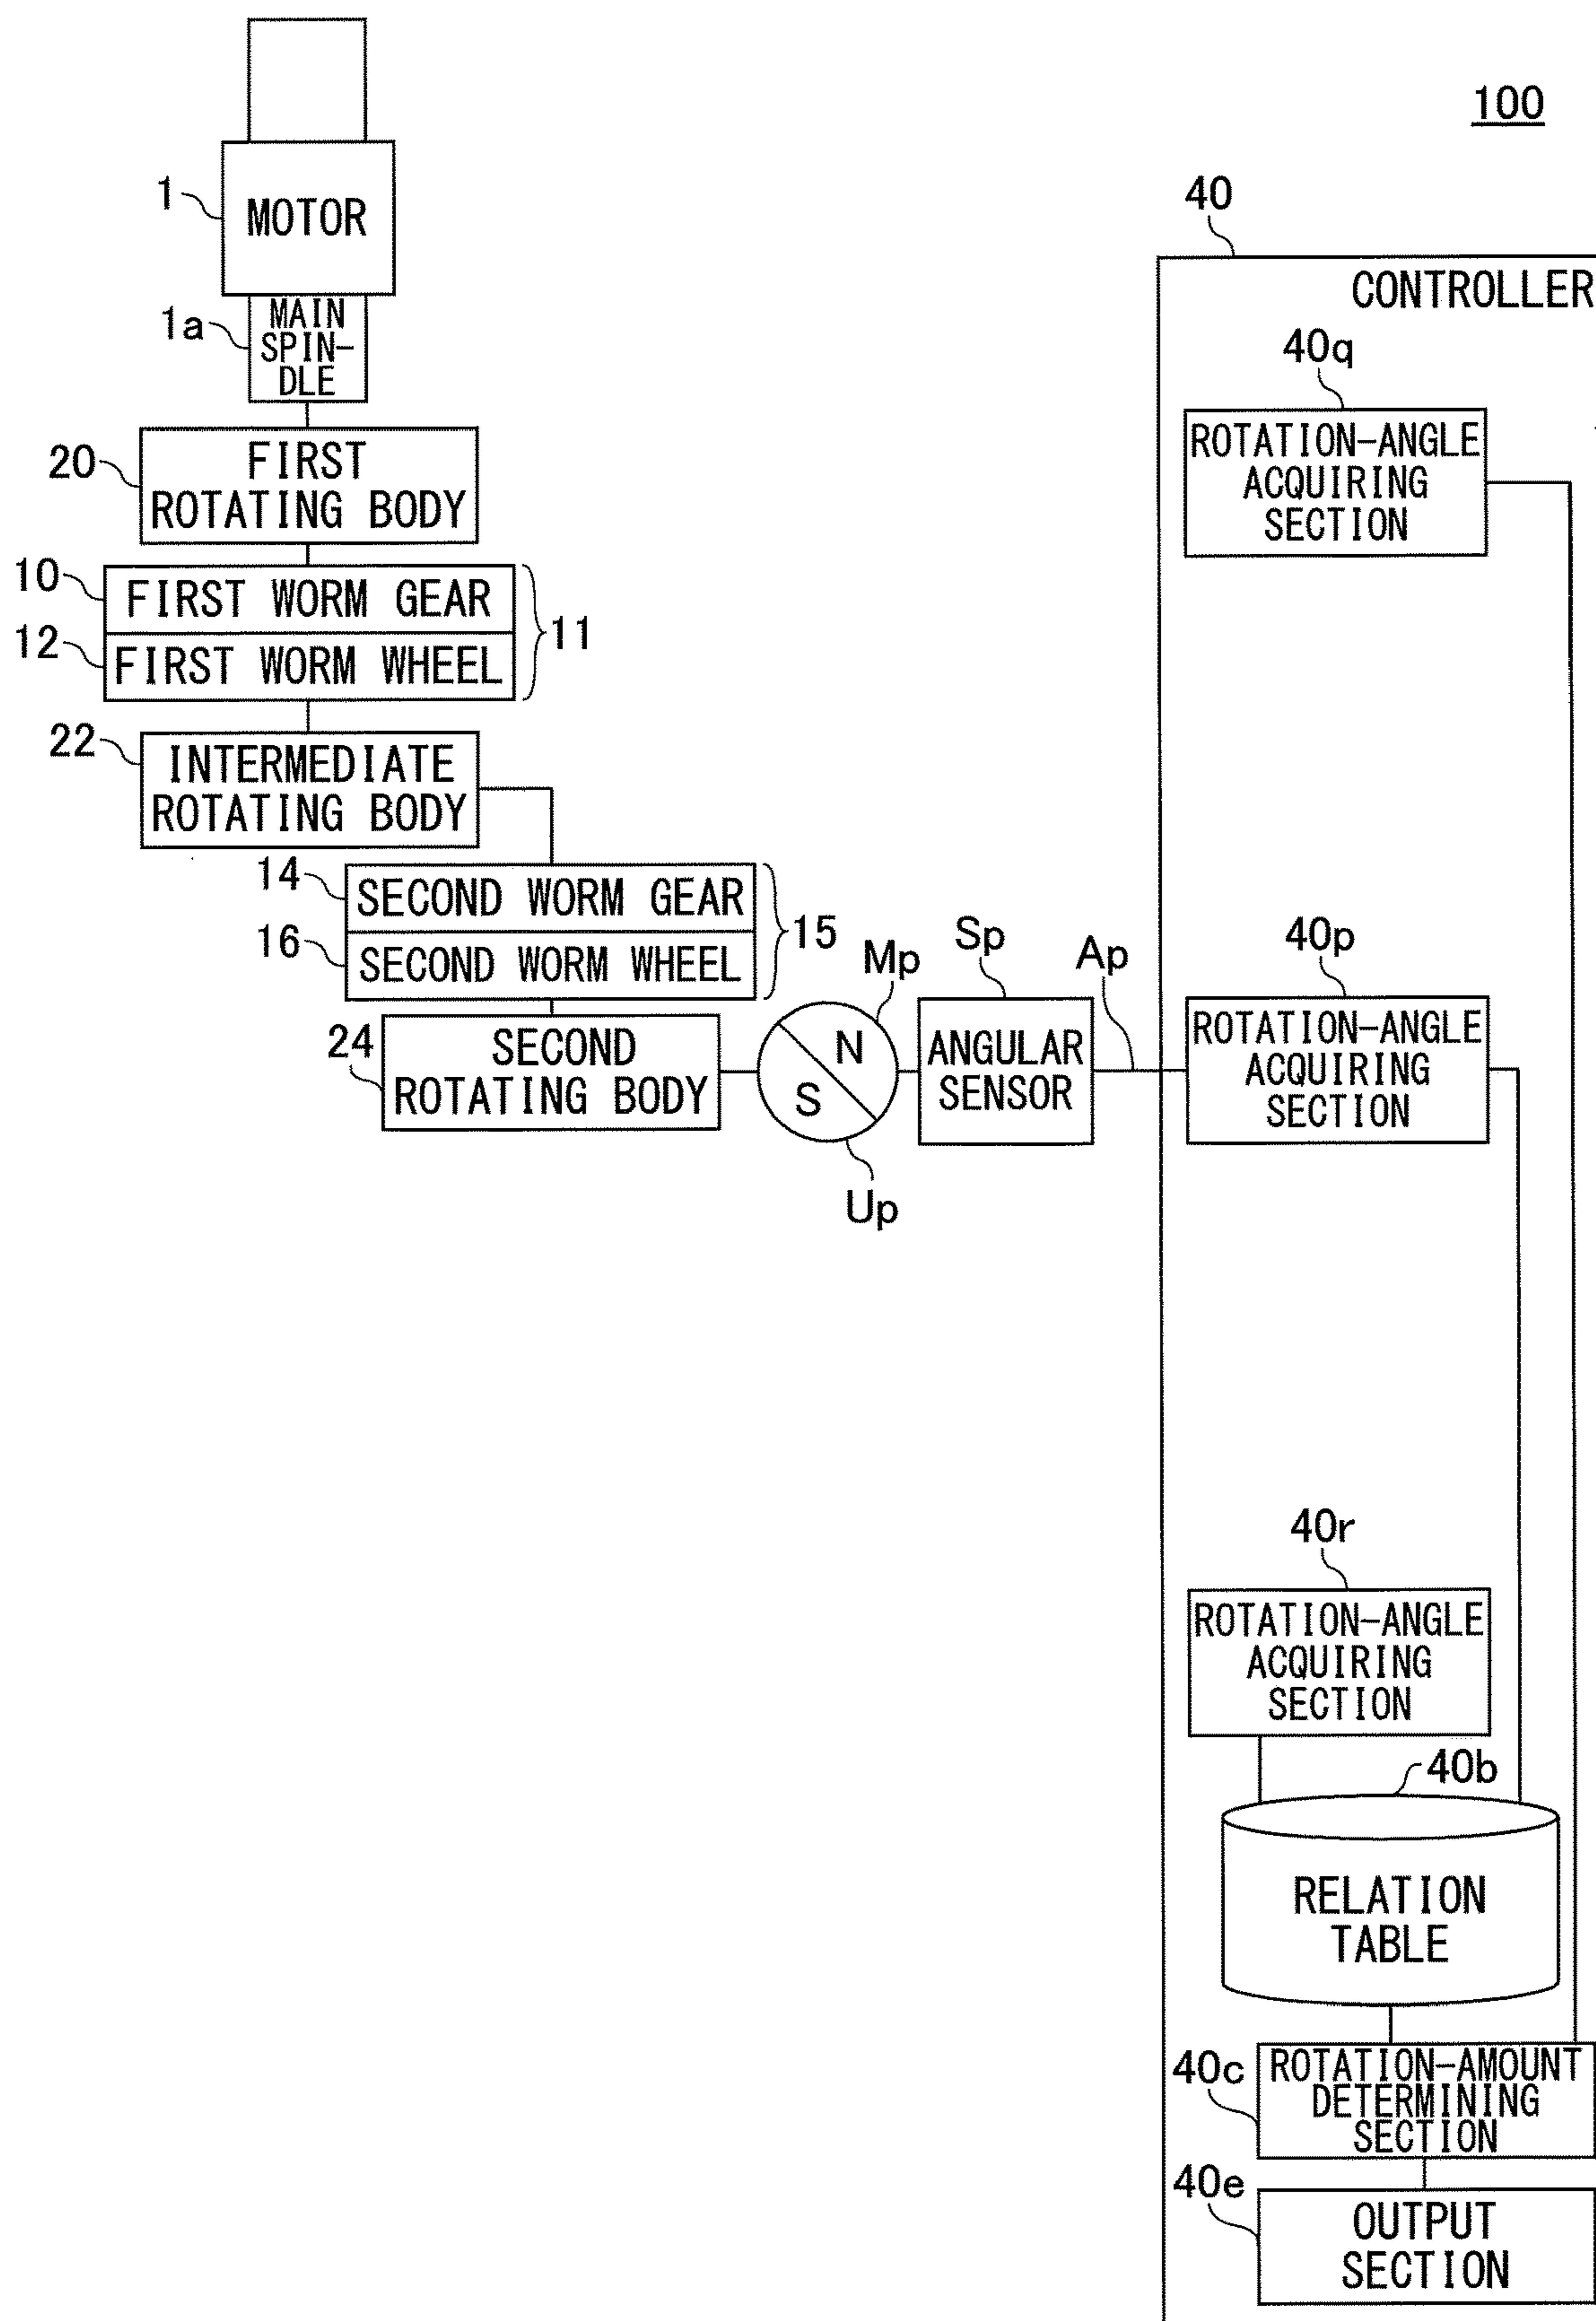 100
1
MOTOR
1a
MAIN
SPIN-
DLE
20
FIRST
ROTATING BODY
10
FIRST WORM GEAR
12
FIRST WORM WHEEL
11
22
INTERMEDIATE
ROTATING BODY
14
SECOND WORM GEAR
16
SECOND WORM WHEEL
15
24
SECOND
ROTATING BODY
Mp
N
S
Up
Sp
ANGULAR
SENSOR
Ap
40
CONTROLLER
40q
ROTATION-ANGLE
ACQUIRING
SECTION
40p
ROTATION-ANGLE
ACQUIRING
SECTION
40r
ROTATION-ANGLE
ACQUIRING
SECTION
40b
RELATION
TABLE
40c
ROTATION-AMOUNT
DETERMINING
SECTION
40e
OUTPUT
SECTION